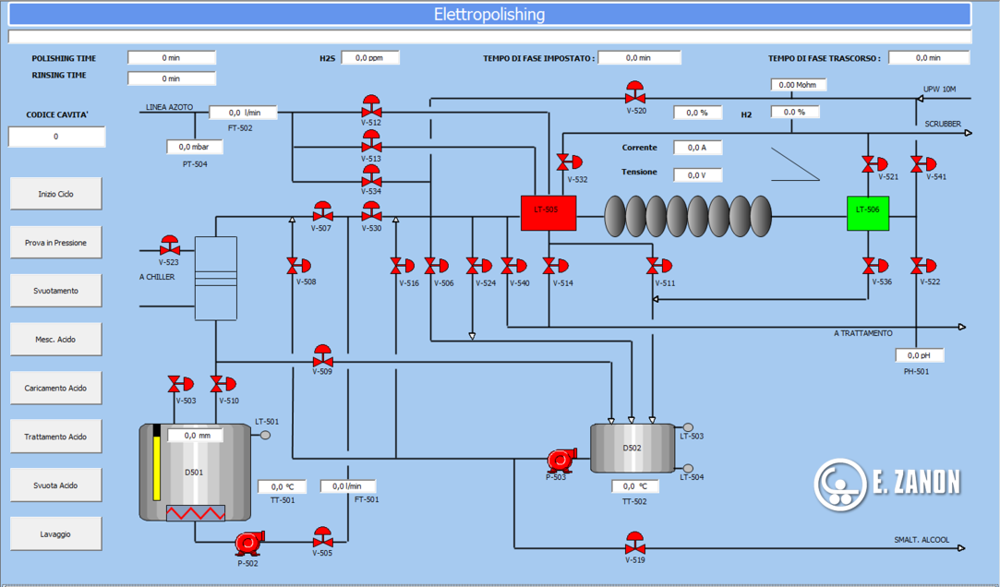 Elettropolishing
POLISHING TIME
0 min
H2S
0,0 ppm
TEMPO DI FASE IMPOSTATO :
0,0 min
TEMPO DI FASE TRASCORSO :
0,0 min
RINSING TIME
0 min
0.00 Mohm
UPW 10M
LINEA AZOTO
0,0 l/min
FT-502
V-512
V-520
0,0 %
H2
0.0 %
CODICE CAVITA'
0
SCRUBBER
0,0 mbar
PT-504
V-513
Corrente
0,0 A
V-534
V-532
Tensione
0,0 V
V-521
V-541
Inizio Ciclo
V-507
V-530
LT-505
LT-506
Prova in Pressione
V-523
A CHILLER
V-508
V-516
V-506
V-524
V-540
V-514
V-511
V-536
V-522
Svuotamento
Mesc. Acido
A TRATTAMENTO
0,0 pH
PH-501
V-509
Caricamento Acido
V-503
V-510
LT-501
Trattamento Acido
0,0 mm
D501
D502
LT-503
LT-504
P-503
Svuota Acido
0,0 °C
TT-501
0,0 l/min
FT-501
0,0 °C
TT-502
E. ZANON
Lavaggio
P-502
V-505
V-519
SMALT. ALCOOL